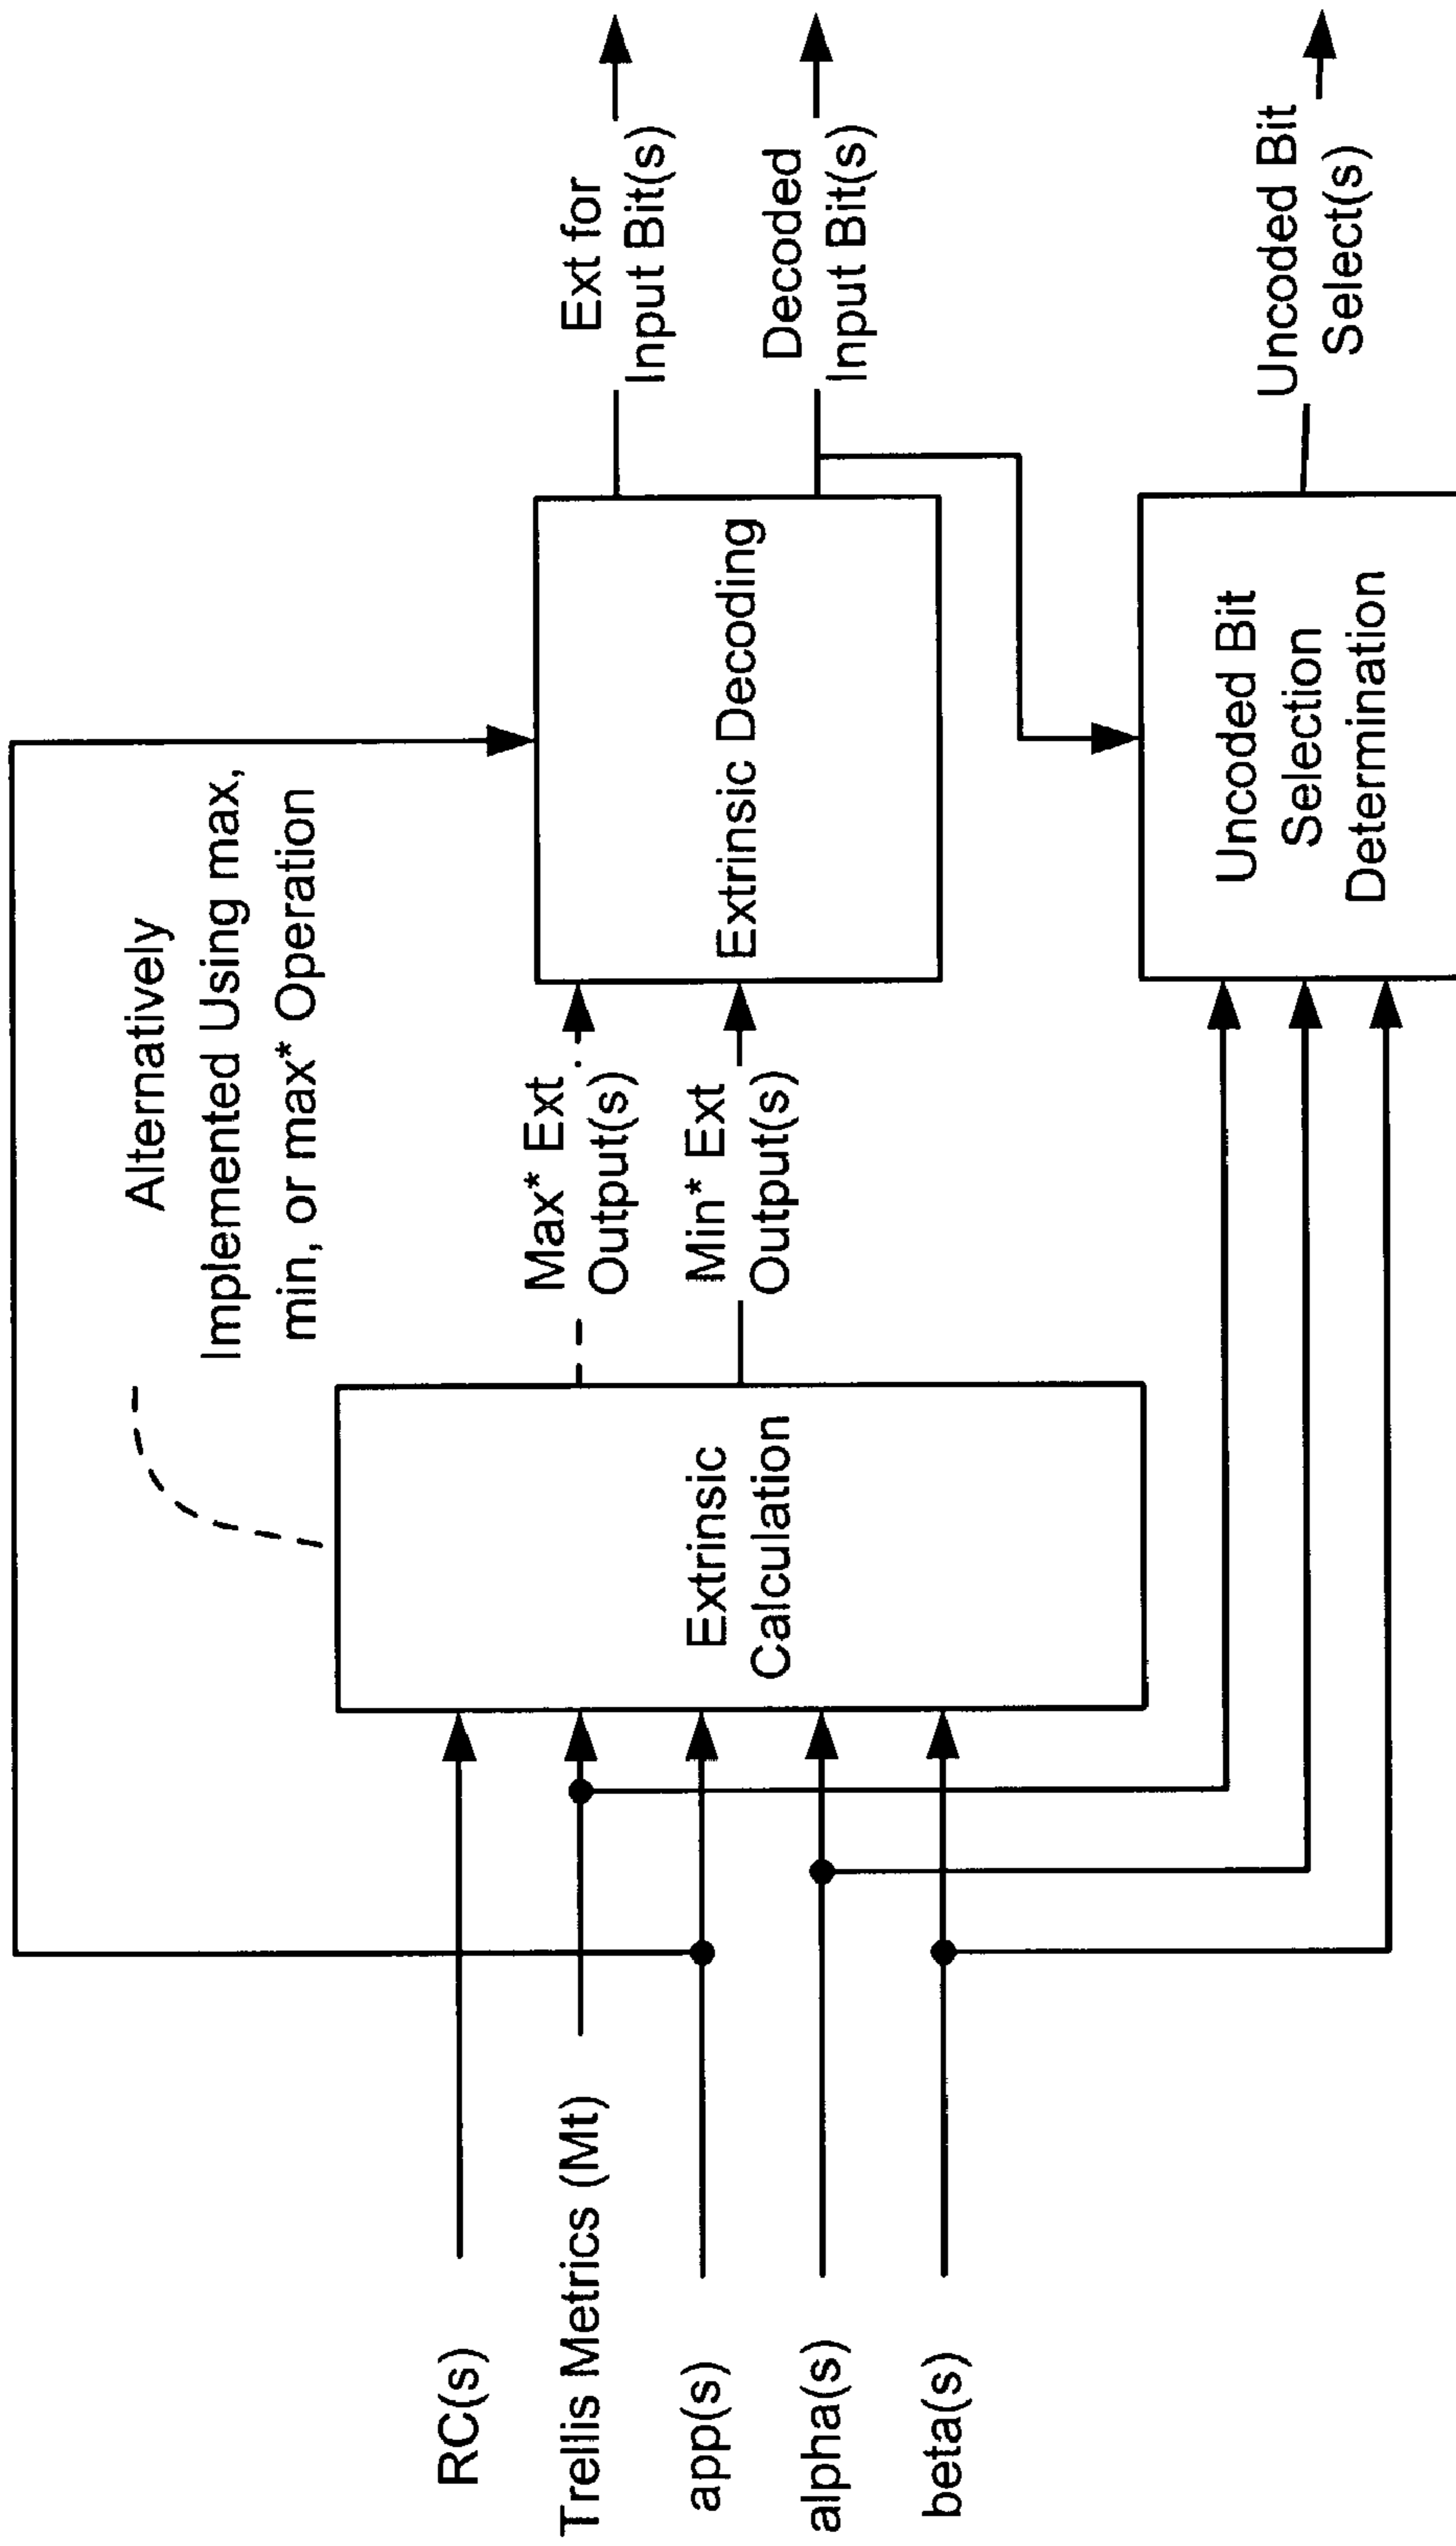 Alternatively
Implemented Using max,
min, or max* Operation
RC(s)
Trellis Metrics (Mt)
app(s)
alpha(s)
beta(s)
Extrinsic
Calculation
Max* Ext
Output(s)
Min* Ext
Output(s)
Extrinsic Decoding
Ext for
Input Bit(s)
Decoded
Input Bit(s)
Uncoded Bit
Selection
Determination
Uncoded Bit
Select(s)